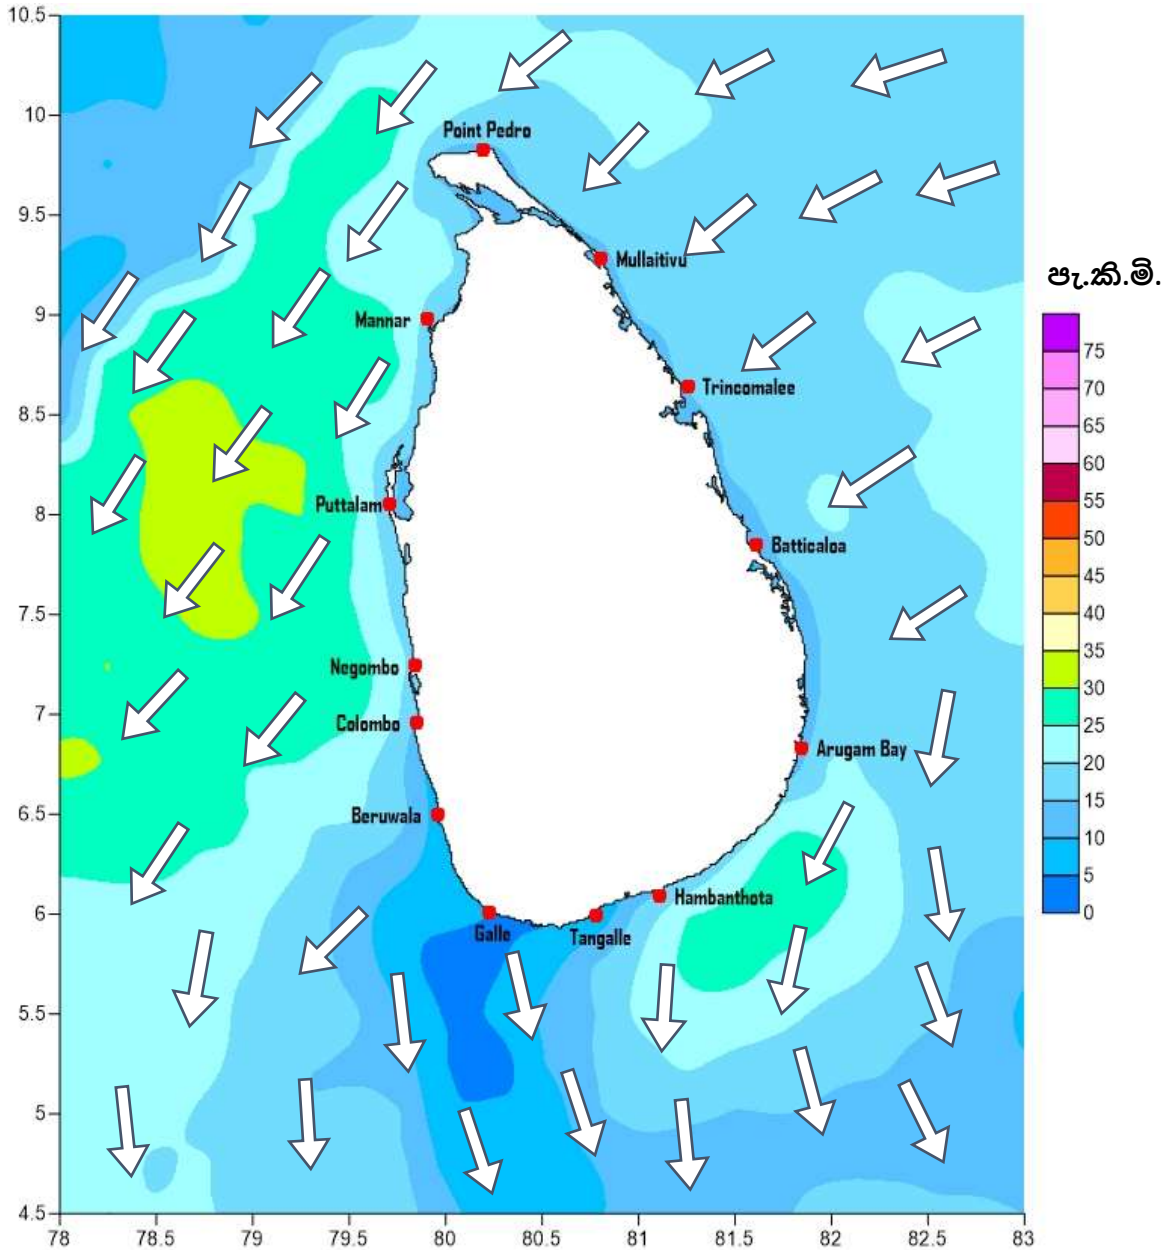 10.5
10
Point Pedro
9.5
Mullaitivu
පැ.කි.මි.
9
Mannar
75
70
Trincomalee
8.5
65
60
55
8
Puttalam
50
Batticaloa
45
7.5
40
35
Negombo
30
7
Colombo
25
Arugam Bay
20
6.5
Beruwala
15
10
Hambanthota
5
6
Galle
Tangalle
0
5.5
5
4.5
78 78.5 79 79.5 80 80.5 81 81.5 82 82.5 83